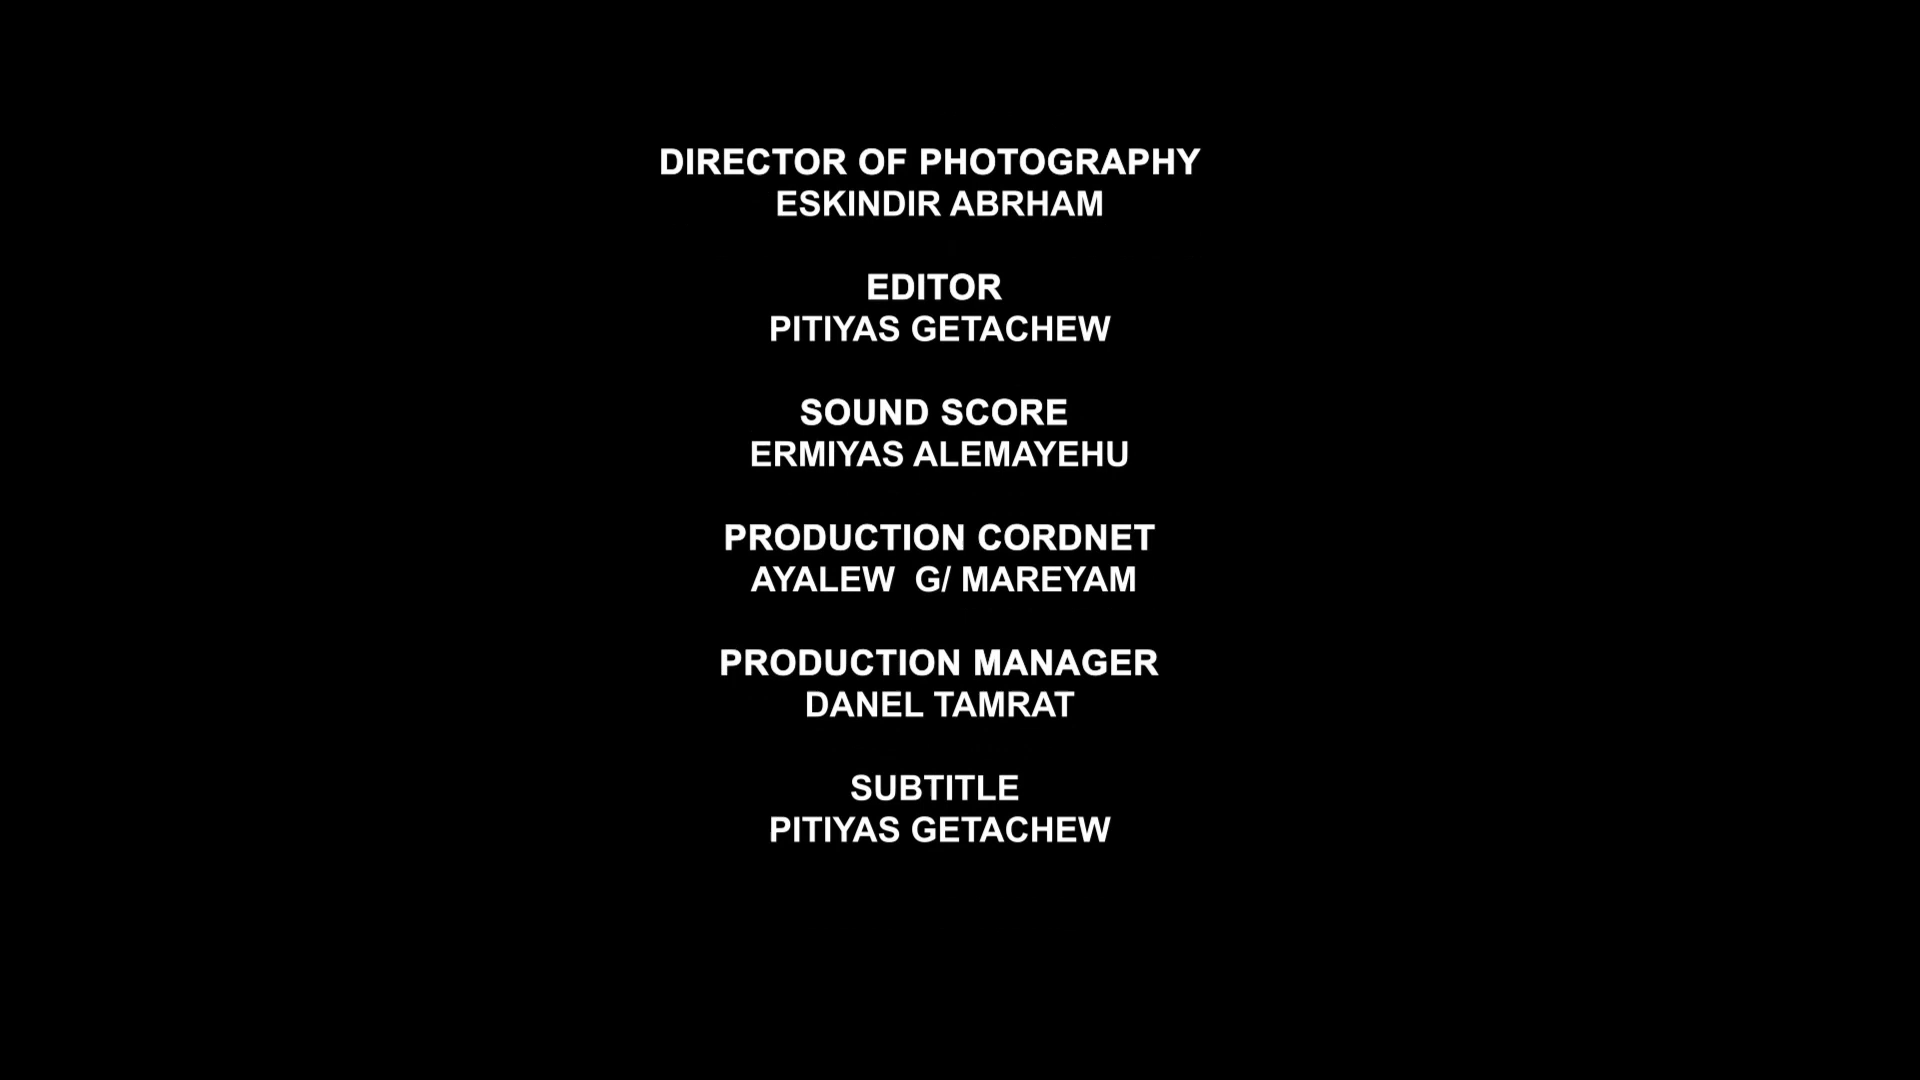 DIRECTOR OF PHOTOGRAPHY
ESKINDIR ABRHAM
EDITOR
PITIYAS GETACHEW
SOUND SCORE
ERMIYAS ALEMAYEHU
PRODUCTION CORDNET
AYALEW  G/ MAREYAM
PRODUCTION MANAGER
DANEL TAMRAT
SUBTITLE
PITIYAS GETACHEW